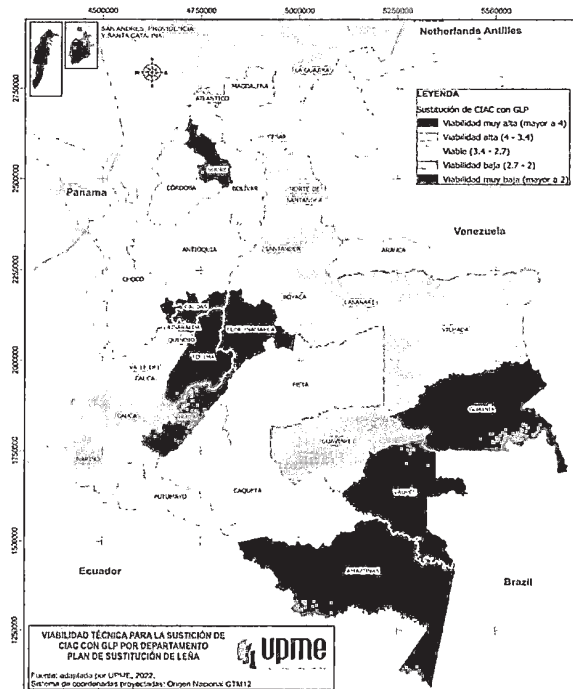 4500000 4750000 5000000 5250000 5500000
SAN ANDRES, PROVIDENCIA
Y SANTA CATALINA
Netherlands Antilles
LA GUAJIRA
MAGDALENA
ATLANTICO
LEYENDA
Sustitución de CIAC con GLP
Viabilidad muy alta (mayor a 4)
Viabilidad alta (4 - 3.4)
Viable (3.4 - 2.7)
Viabilidad baja (2.7 - 2)
Viabilidad muy baja (mayor a 2)
2750000
CESAR
SUCRE
2500000
Panama
CÓRDOBA
BOLÍVAR
NORTE DE
SANTANDER
Venezuela
ANTIOQUIA
SANTANDER
ARAUCA
2250000
CHOCO
BOYACA
CASANARE
CALDAS
RISARALDA
CUNDINAMARCA
VICHADA
QUINDIO
TOLIMA
2000000
VALLE DEL
CAUCA
META
GUAINIA
CAUCA
HUILA
GUAVIARE
1750000
NARIÑO
VAUPES
PUTUMAYO
CAQUETA
1500000
Ecuador
AMAZONAS
Brazil
1250000
VIABILIDAD TÉCNICA PARA LA SUSTICIÓN DE
CIAC CON GLP POR DEPARTAMENTO
PLAN DE SUSTITUCIÓN DE LEÑA
upme
Fuente: adaptada por UPME, 2022.
Sistema de coordenadas proyectadas: Origen Nacional CTM12